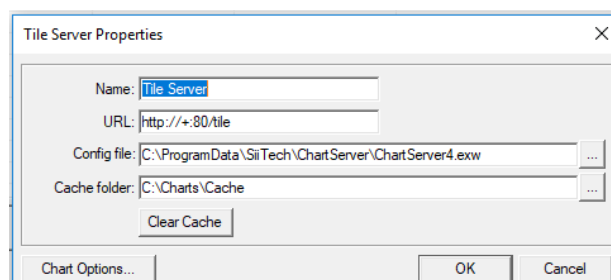 Tile Server Properties
Name: Tile Server
URL: http://+:80/tile
Config file: C:\ProgramData\SiiTech\ChartServer\ChartServer4.exw ...
Cache folder: C:\Charts\Cache ...
Clear Cache
Chart Options... OK Cancel